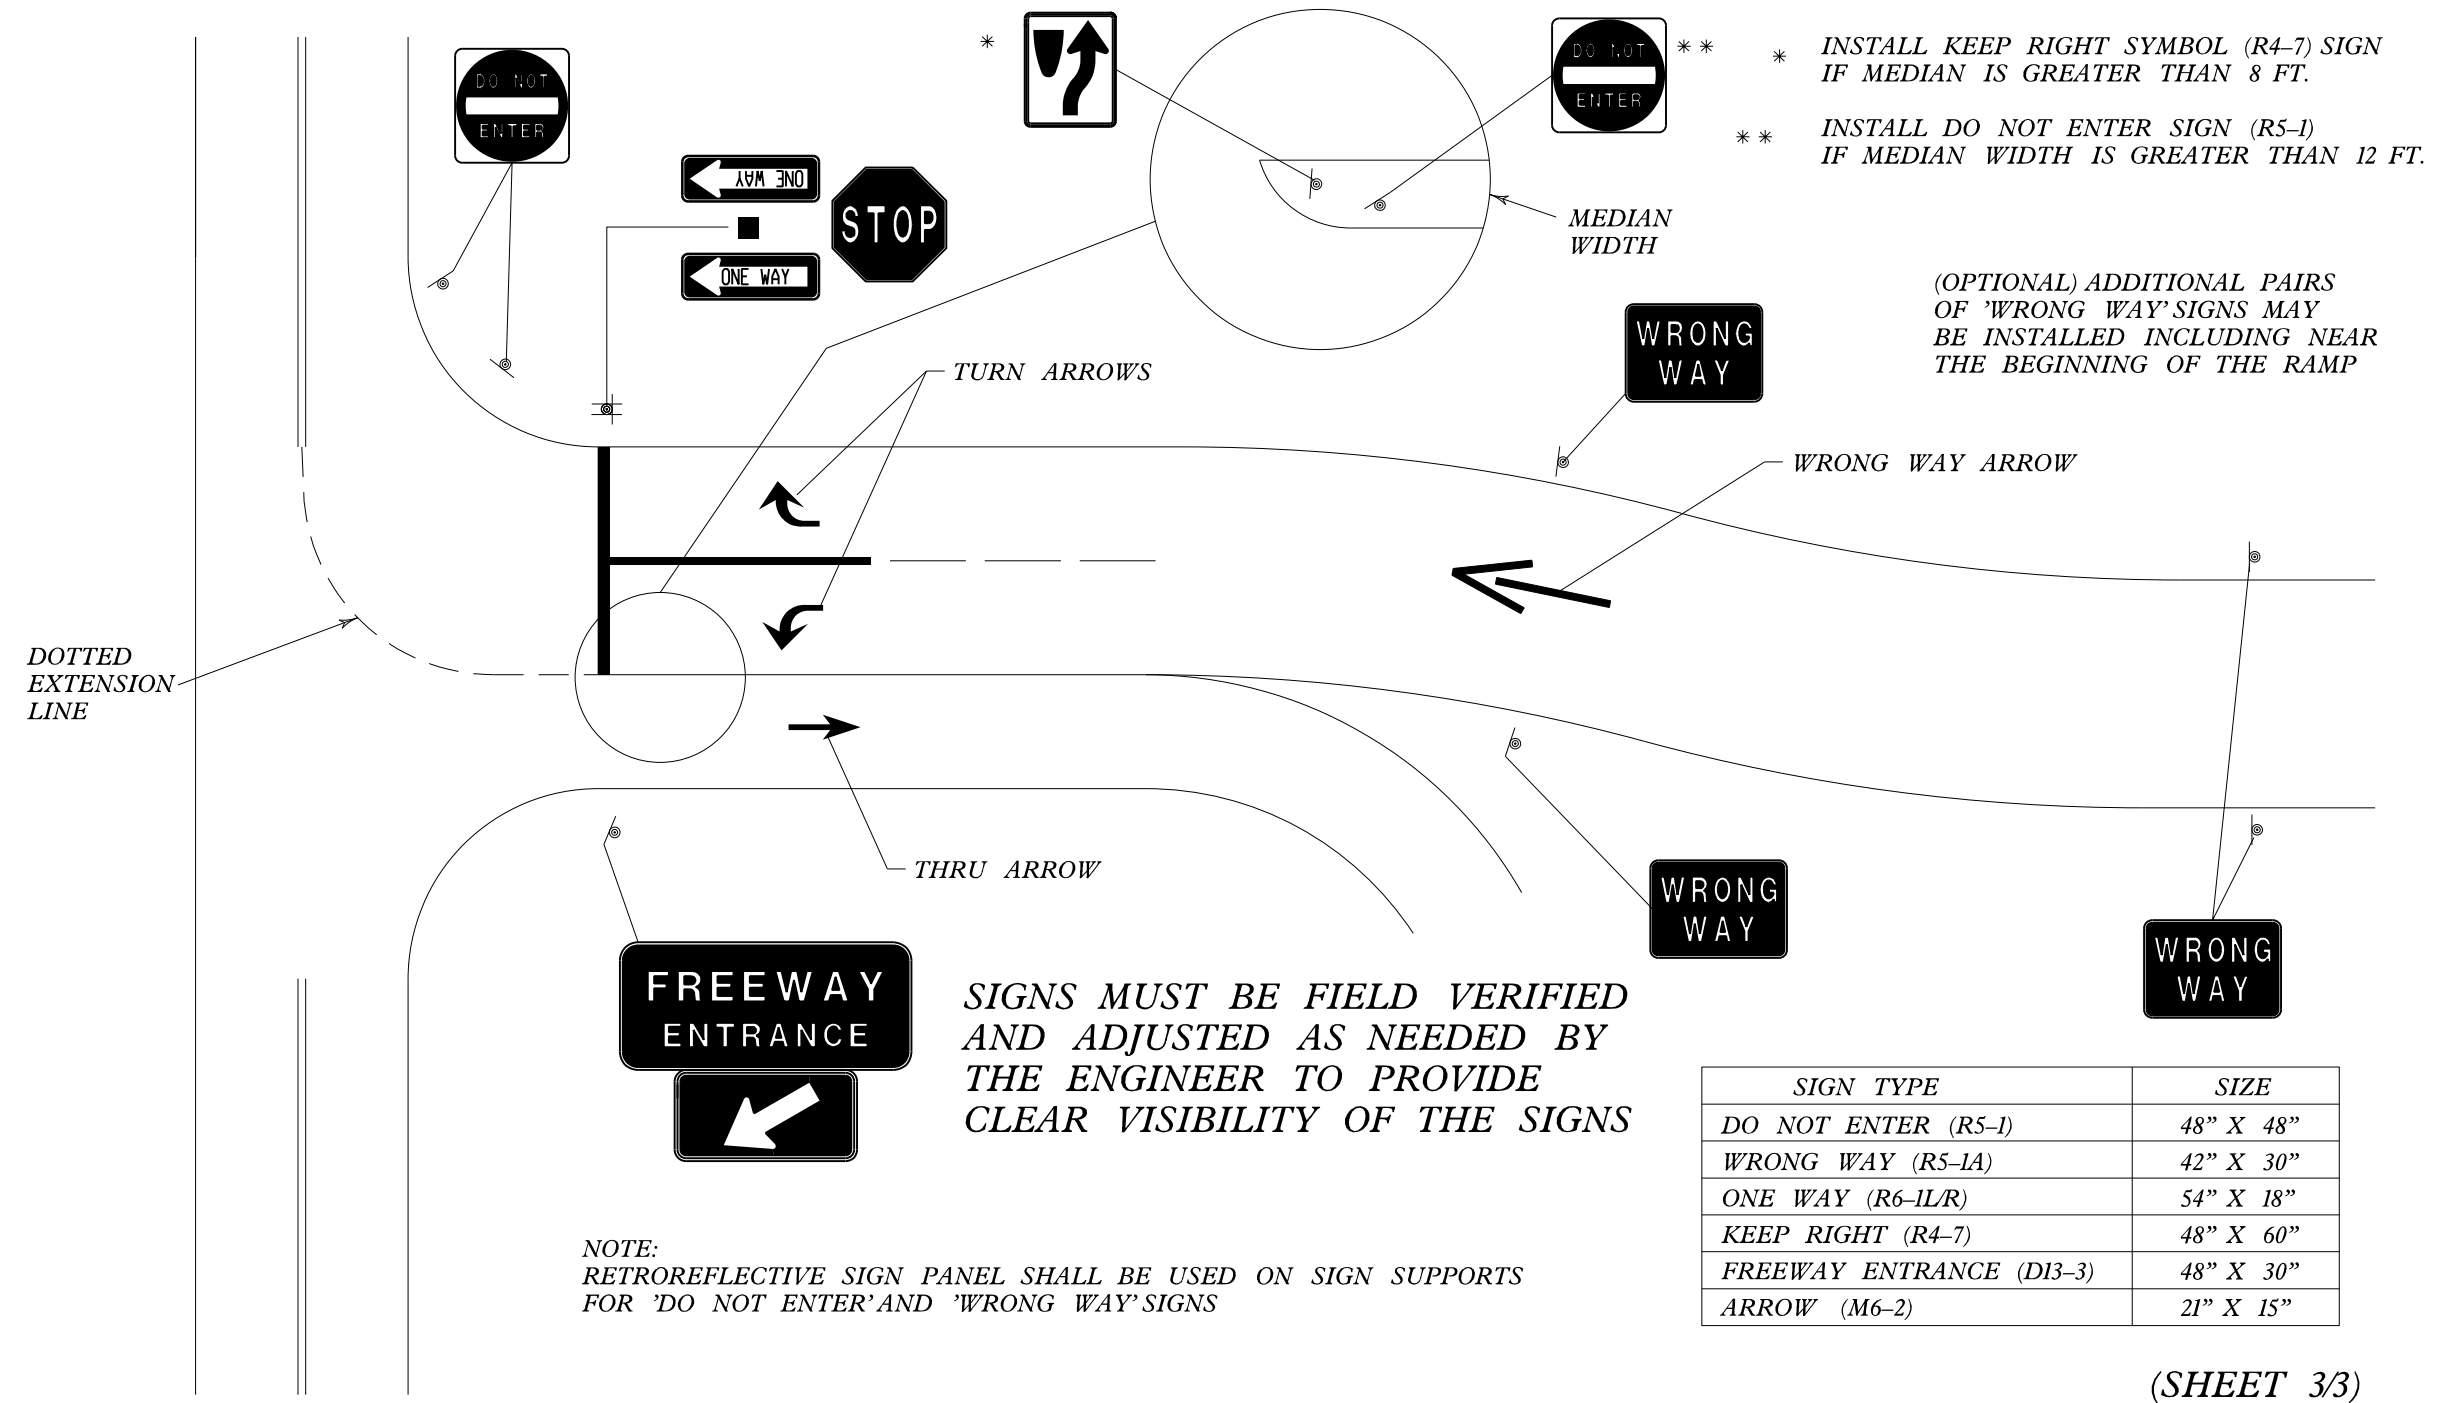 DO NOT
ENTER
ONE WAY
ONE WAY
STOP
*
DO NOT
ENTER
**
* INSTALL KEEP RIGHT SYMBOL (R4-7) SIGN
IF MEDIAN IS GREATER THAN 8 FT.
** INSTALL DO NOT ENTER SIGN (R5-1)
IF MEDIAN WIDTH IS GREATER THAN 12 FT.
MEDIAN
WIDTH
(OPTIONAL) ADDITIONAL PAIRS
OF 'WRONG WAY' SIGNS MAY
BE INSTALLED INCLUDING NEAR
THE BEGINNING OF THE RAMP
WRONG
WAY
TURN ARROWS
WRONG WAY ARROW
DOTTED
EXTENSION
LINE
THRU ARROW
WRONG
WAY
WRONG
WAY
FREEWAY
ENTRANCE
SIGNS MUST BE FIELD VERIFIED
AND ADJUSTED AS NEEDED BY
THE ENGINEER TO PROVIDE
CLEAR VISIBILITY OF THE SIGNS
SIGN TYPE SIZE
DO NOT ENTER (R5-1) 48" X 48"
WRONG WAY (R5-1A) 42" X 30"
ONE WAY (R6-1L/R) 54" X 18"
KEEP RIGHT (R4-7) 48" X 60"
FREEWAY ENTRANCE (D13-3) 48" X 30"
ARROW (M6-2) 21" X 15"
NOTE:
RETROREFLECTIVE SIGN PANEL SHALL BE USED ON SIGN SUPPORTS
FOR 'DO NOT ENTER' AND 'WRONG WAY' SIGNS
(SHEET 3/3)